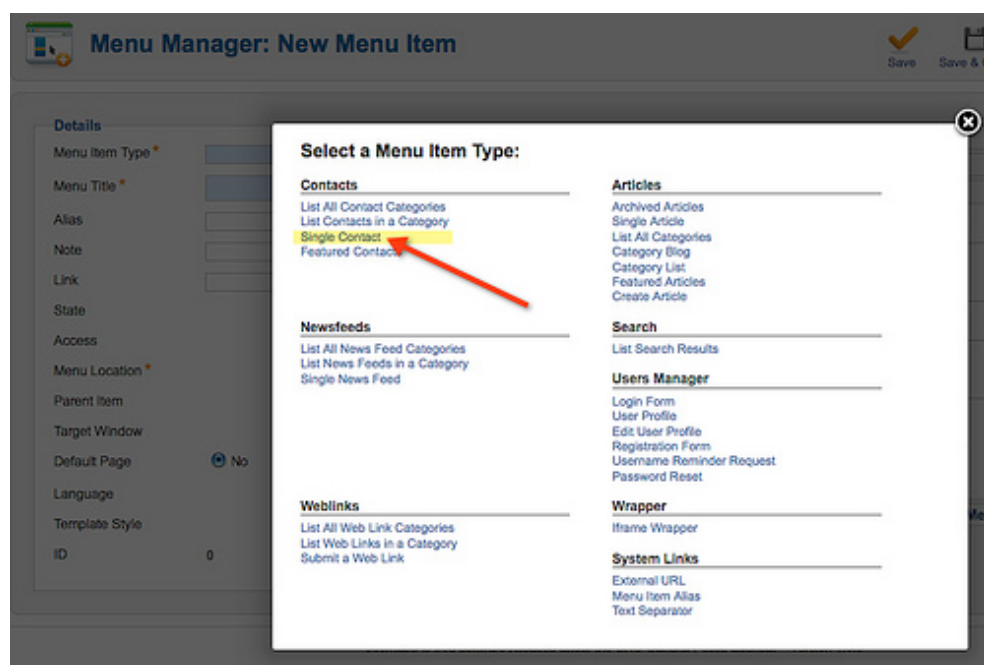 Menu Manager: New Menu Item
Save
Save &
Details
Menu Item Type *
Menu Title *
Alias
Note
Link
State
Access
Menu Location *
Parent Item
Target Window
Default Page
No
Language
Template Style
ID
0
Select a Menu Item Type:
Contacts
List All Contact Categories
List Contacts in a Category
Single Contact
Featured Contacts
Newsfeeds
List All News Feed Categories
List News Feeds in a Category
Single News Feed
Weblinks
List All Web Link Categories
List Web Links in a Category
Submit a Web Link
Articles
Archived Articles
Single Article
List All Categories
Category Blog
Category List
Featured Articles
Create Article
Search
List Search Results
Users Manager
Login Form
User Profile
Edit User Profile
Registration Form
Username Reminder Request
Password Reset
Wrapper
Iframe Wrapper
System Links
External URL
Menu Item Alias
Text Separator